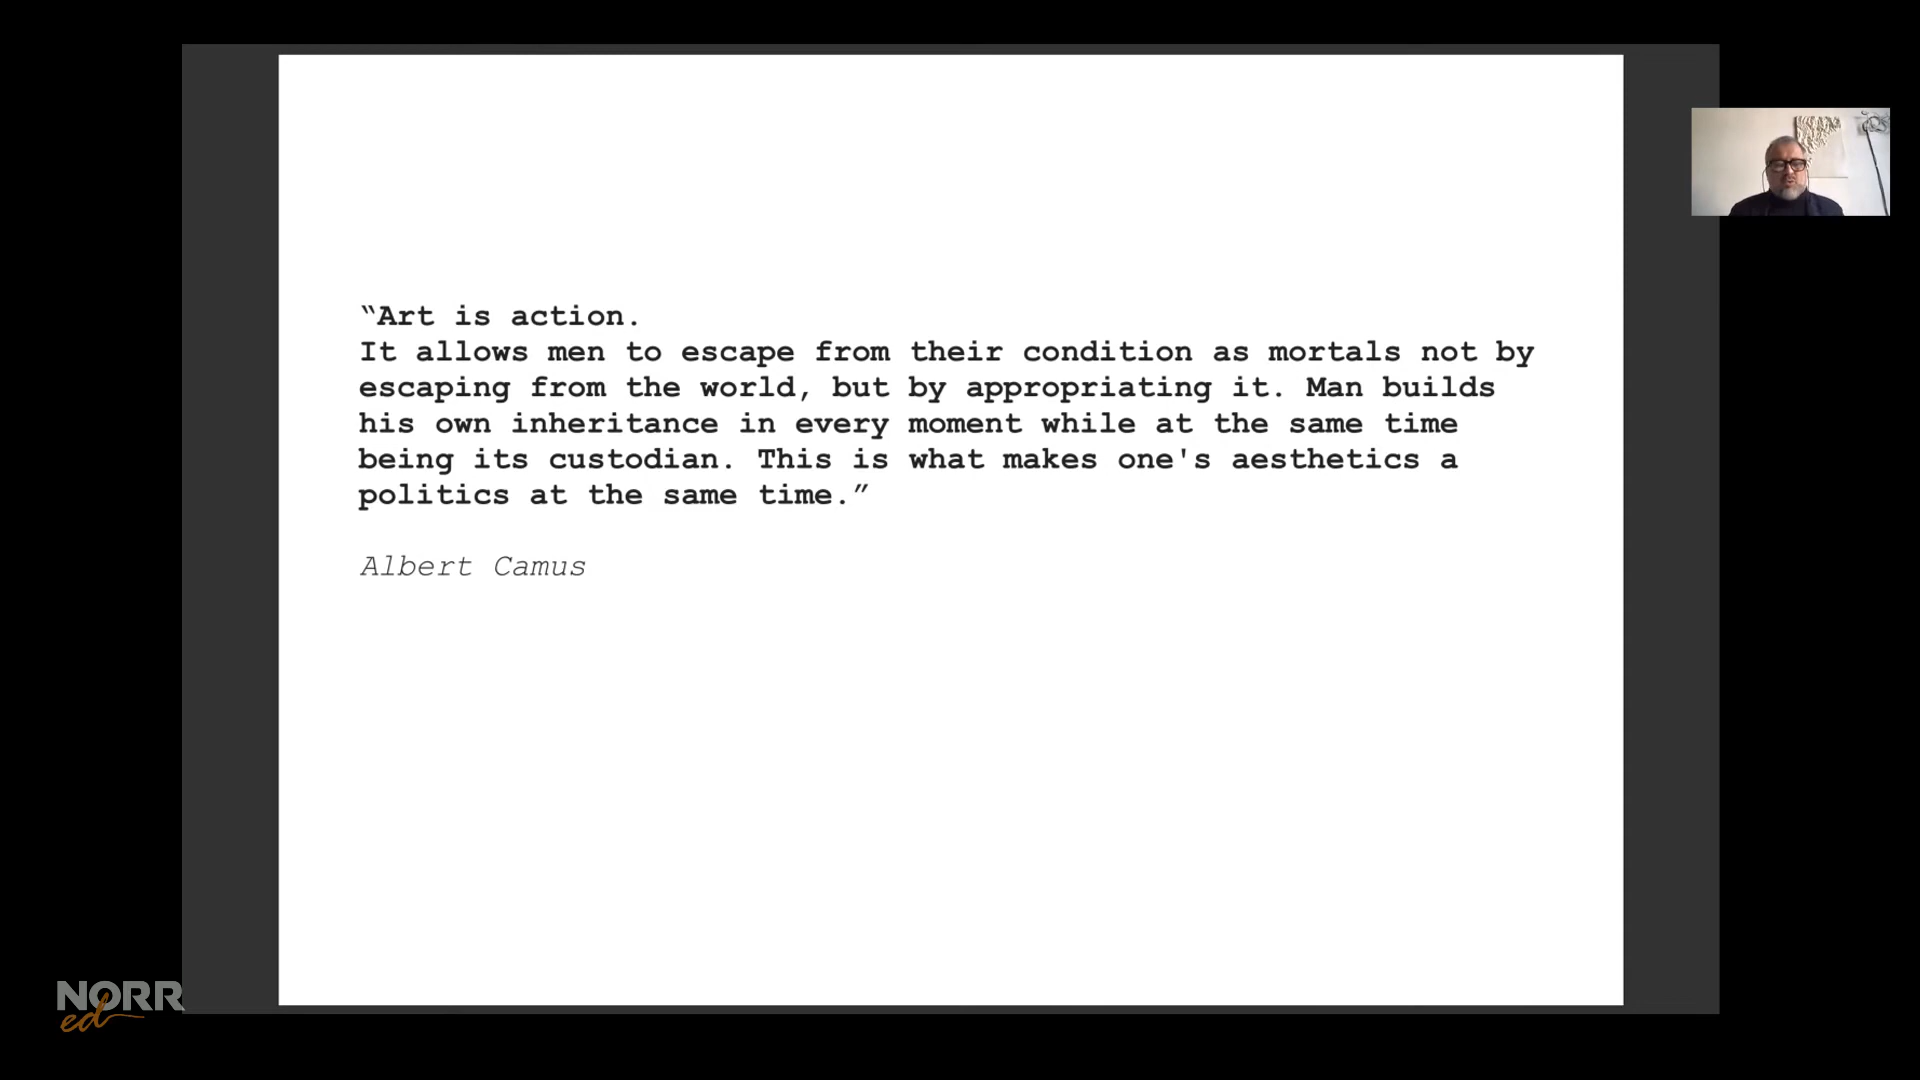 “Art is action.
It allows men to escape from their condition as mortals not by
escaping from the world, but by appropriating it. Man builds
his own inheritance in every moment while at the same time
being its custodian. This is what makes one's aesthetics a
politics at the same time.”
Albert Camus
NORR
ed